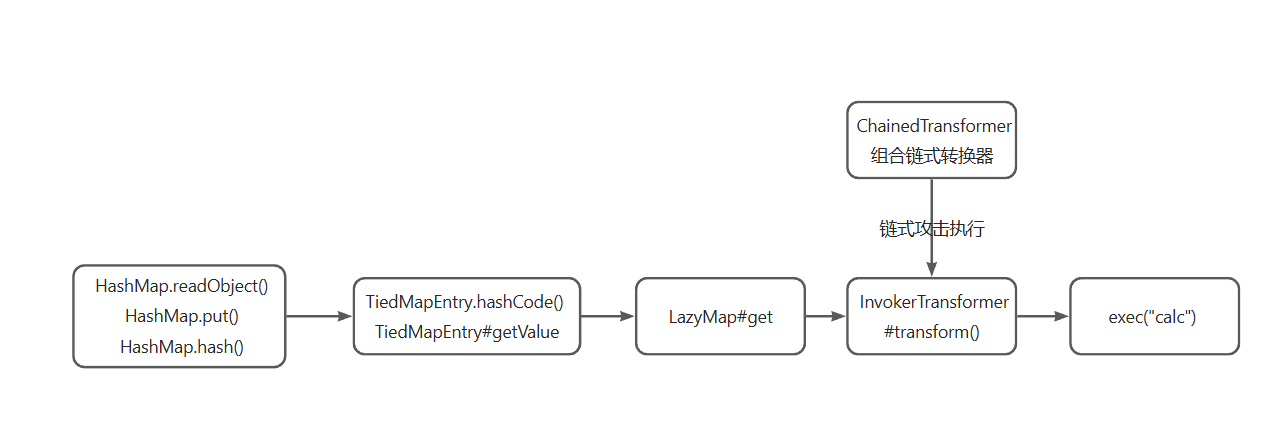 ChainedTransformer
组合链式转换器
链式攻击执行
HashMap.readObject()
HashMap.put()
HashMap.hash()
TiedMapEntry.hashCode()
TiedMapEntry#getValue
LazyMap#get
InvokerTransformer
#transform()
exec("calc")